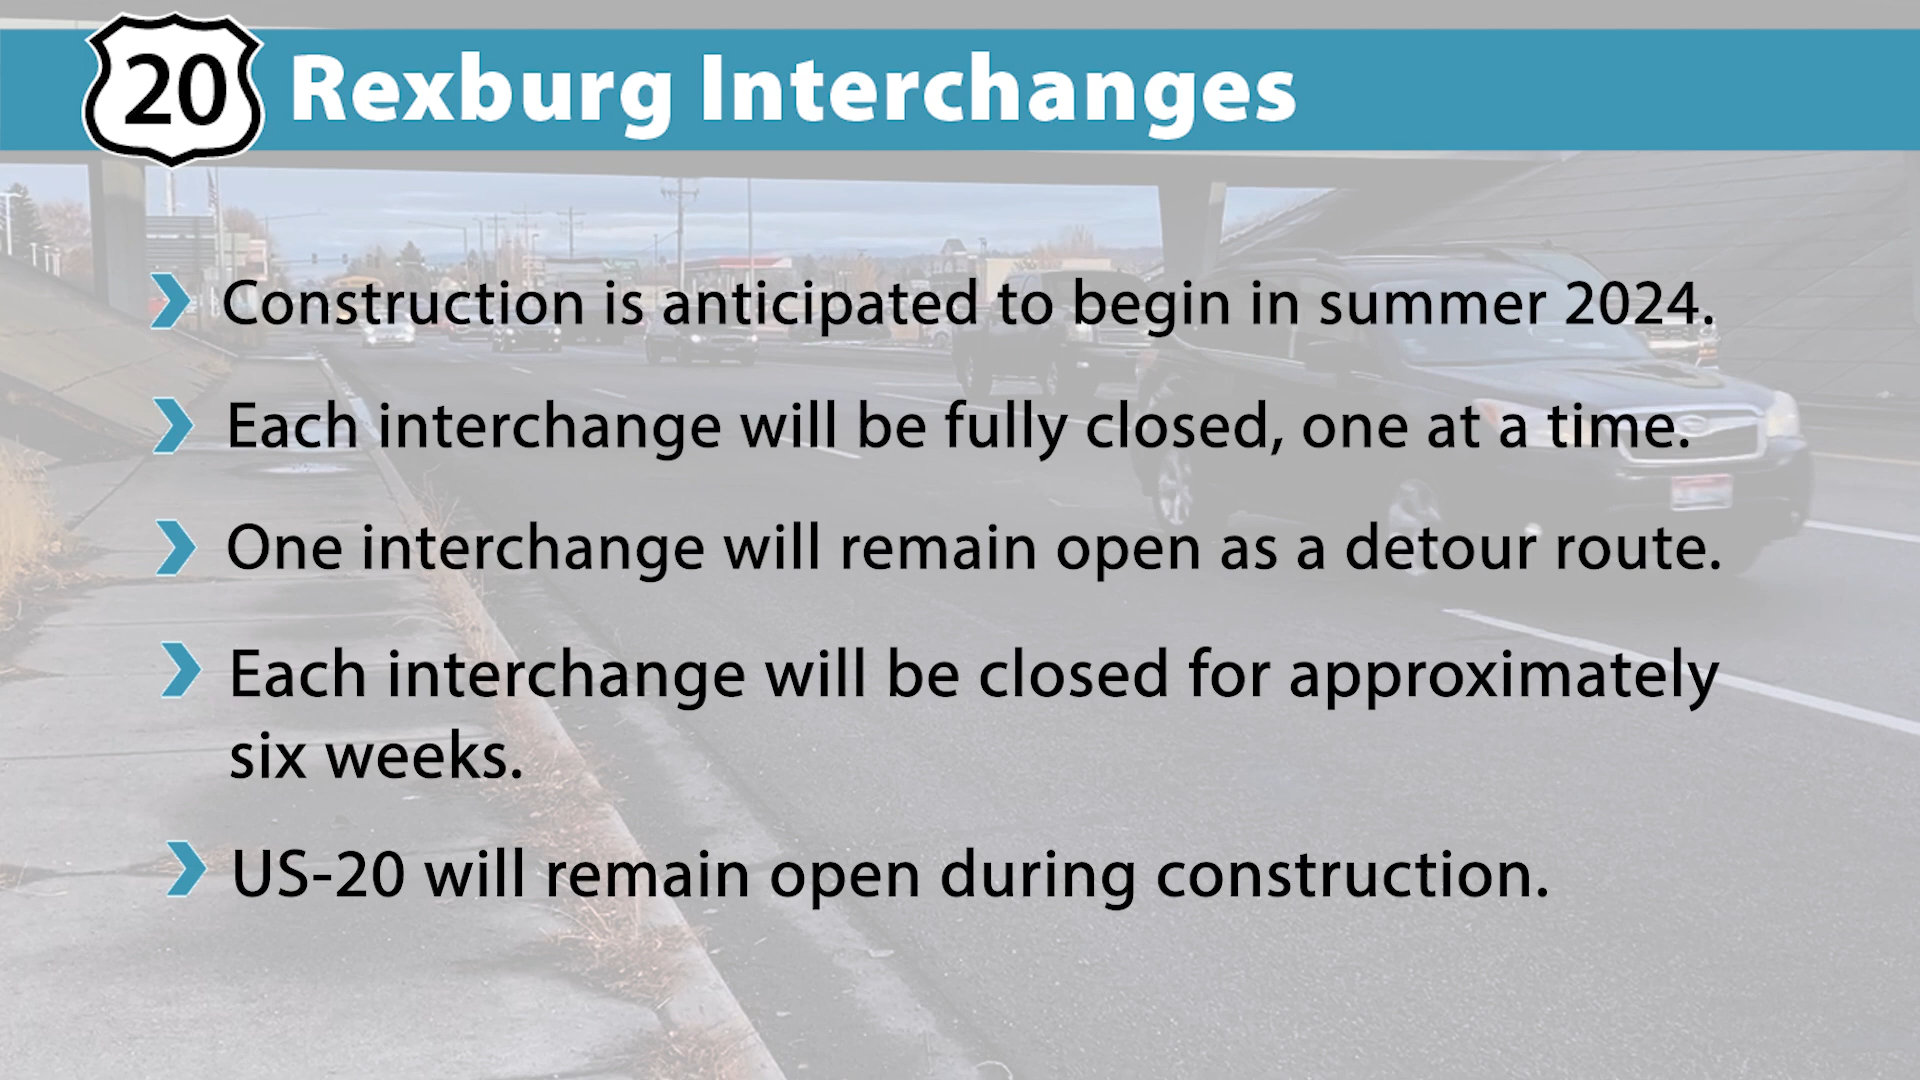 20 Rexburg Interchanges
Construction is anticipated to begin in summer 2024.
Each interchange will be fully closed, one at a time.
One interchange will remain open as a detour route.
Each interchange will be closed for approximately
six weeks.
US-20 will remain open during construction.